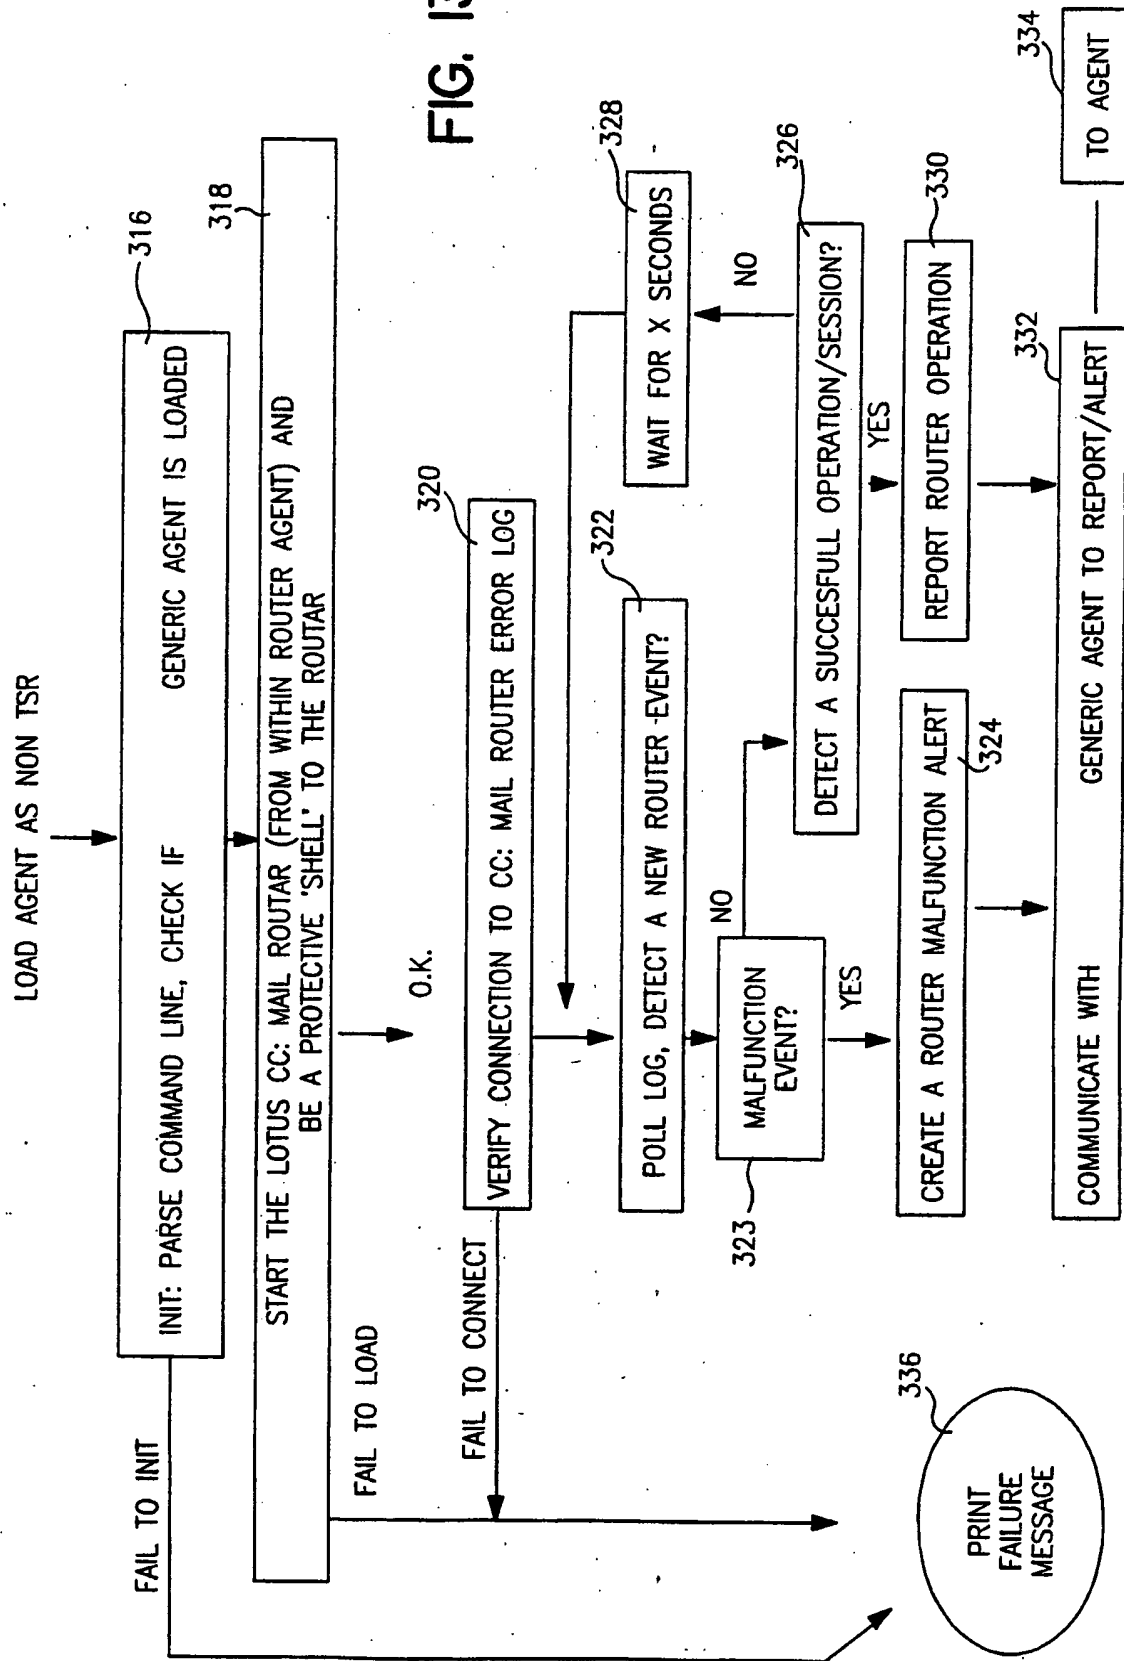 LOAD AGENT AS NON TSR
316
INIT: PARSE COMMAND LINE, CHECK IF GENERIC AGENT IS LOADED
FAIL TO INIT
318
START THE LOTUS CC: MAIL ROUTAR (FROM WITHIN ROUTER AGENT) AND
BE A PROTECTIVE 'SHELL' TO THE ROUTAR
FAIL TO LOAD
O.K.
320
VERIFY CONNECTION TO CC: MAIL ROUTER ERROR LOG
FAIL TO CONNECT
FIG. 13
328
WAIT FOR X SECONDS
322
POLL LOG, DETECT A NEW ROUTER EVENT?
NO
323
MALFUNCTION
EVENT?
NO
YES
326
DETECT A SUCCESFULL OPERATION/SESSION?
YES
324
CREATE A ROUTER MALFUNCTION ALERT
330
REPORT ROUTER OPERATION
332
COMMUNICATE WITH GENERIC AGENT TO REPORT/ALERT
334
TO AGENT
336
PRINT
FAILURE
MESSAGE